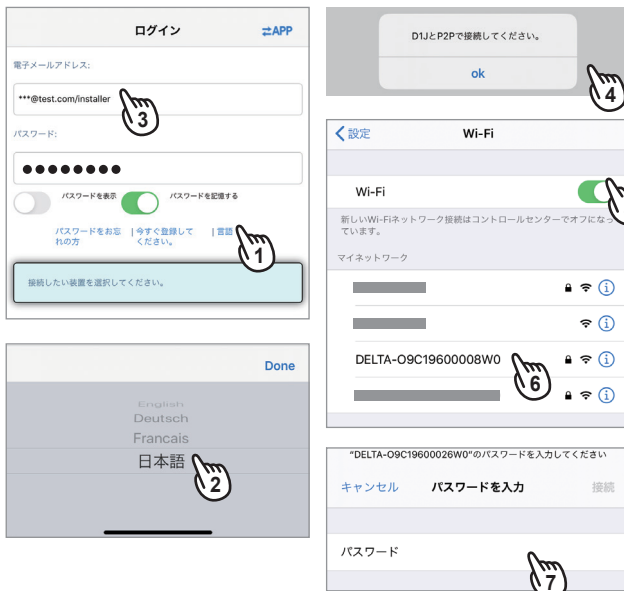 ログイン
⇄APP
電子メールアドレス:
***@test.com/installer
3
パスワード:
●●●●●●●●
パスワードを表示
パスワードを記憶する
パスワードをお忘れの方
|今すぐ登録してください。
|言語
1
接続したい装置を選択してください。
Done
English
Deutsch
Francais
日本語
2
D1JとP2Pで接続してください。
ok
4
設定
Wi-Fi
Wi-Fi
新しいWi-Fiネットワーク接続はコントロールセンターでオフになっ
ています。
マイネットワーク
DELTA-O9C19600008W0
6
"DELTA-O9C19600026W0"のパスワードを入力してください
キャンセル
パスワードを入力
接続
パスワード
7